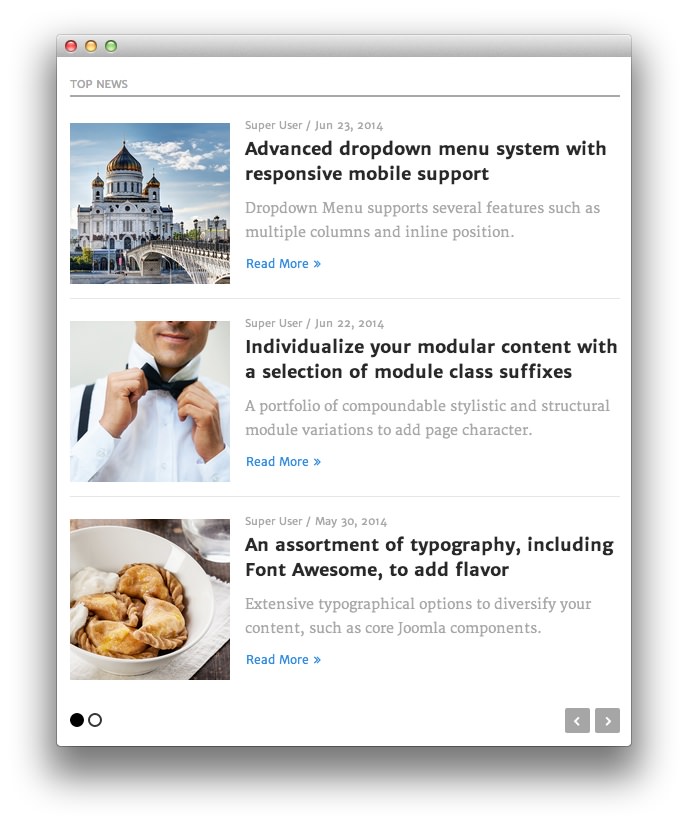 TOP NEWS
Super User / Jun 23, 2014
Advanced dropdown menu system with
responsive mobile support
Dropdown Menu supports several features such as
multiple columns and inline position.
Read More »
Super User / Jun 22, 2014
Individualize your modular content with
a selection of module class suffixes
A portfolio of compoundable stylistic and structural
module variations to add page character.
Read More »
Super User / May 30, 2014
An assortment of typography, including
Font Awesome, to add flavor
Extensive typographical options to diversify your
content, such as core Joomla components.
Read More »